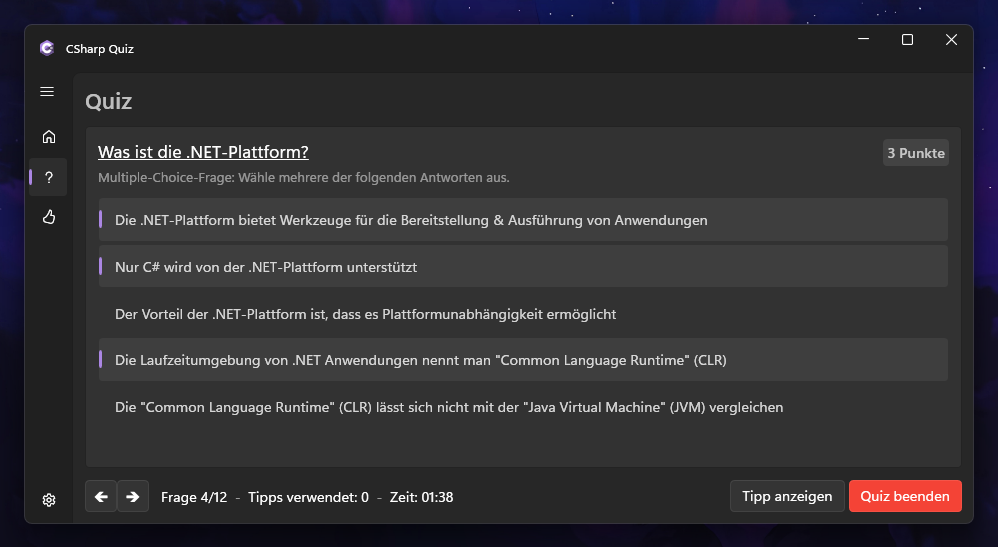 CSharp Quiz
Quiz
Was ist die .NET-Plattform?
3 Punkte
Multiple-Choice-Frage: Wähle mehrere der folgenden Antworten aus.
Die .NET-Plattform bietet Werkzeuge für die Bereitstellung & Ausführung von Anwendungen
Nur C# wird von der .NET-Plattform unterstützt
Der Vorteil der .NET-Plattform ist, dass es Plattformunabhängigkeit ermöglicht
Die Laufzeitumgebung von .NET Anwendungen nennt man "Common Language Runtime" (CLR)
Die "Common Language Runtime" (CLR) lässt sich nicht mit der "Java Virtual Machine" (JVM) vergleichen
Frage 4/12 - Tipps verwendet: 0 - Zeit: 01:38
Tipp anzeigen
Quiz beenden